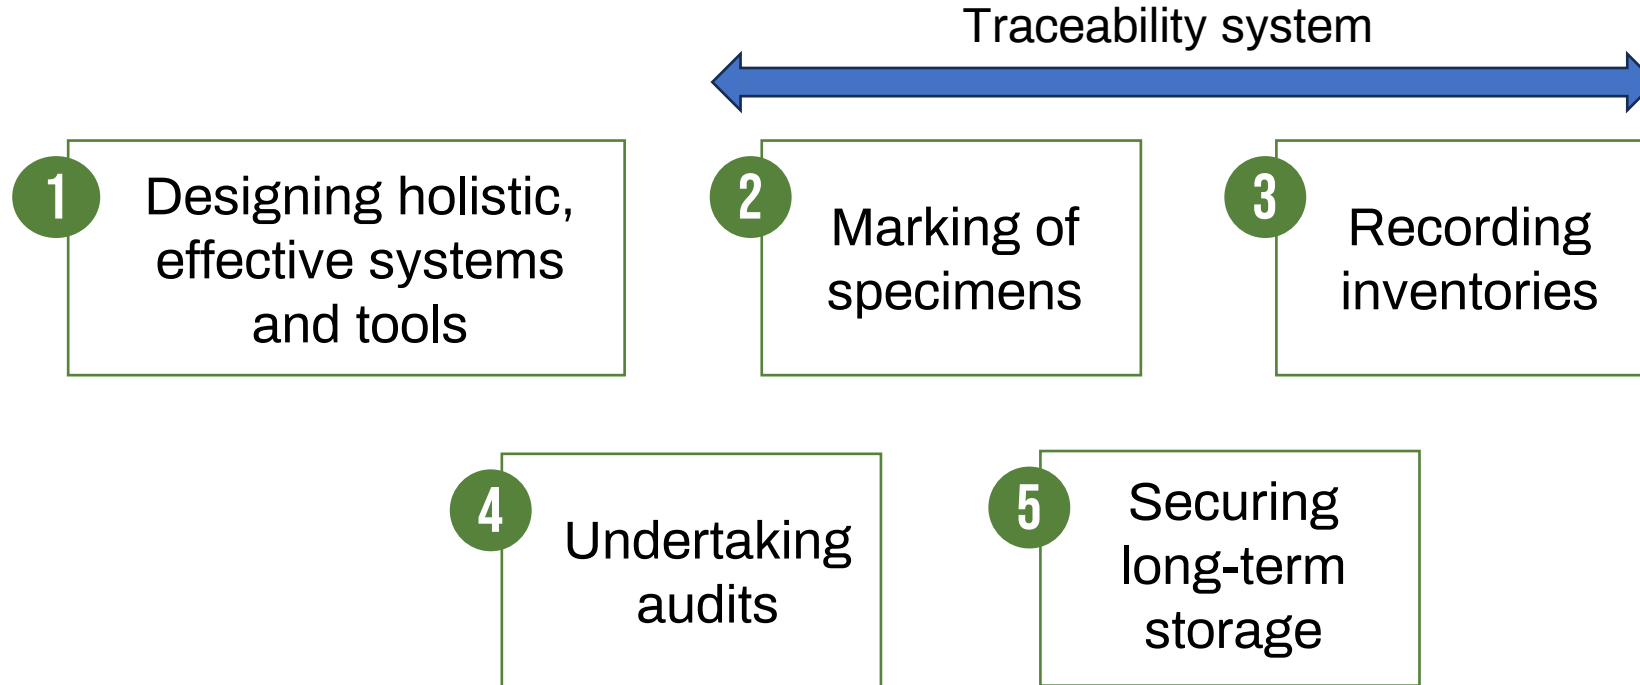 Traceability system
1
Designing holistic,
effective systems
and tools
2
Marking of
specimens
3
Recording
inventories
4
Undertaking
audits
5
Securing
long-term
storage